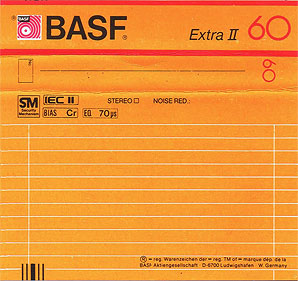 BASF
BASF®
Extra II 60
60
SM
Security
Mechanism
IEC II
STEREO
NOISE RED.:
BIAS Cr
EQ. 70 µs
® = reg. Warenzeichen der = reg. TM of = marque dép. de la
BASF Aktiengesellschaft · D-6700 Ludwigshafen · W. Germany